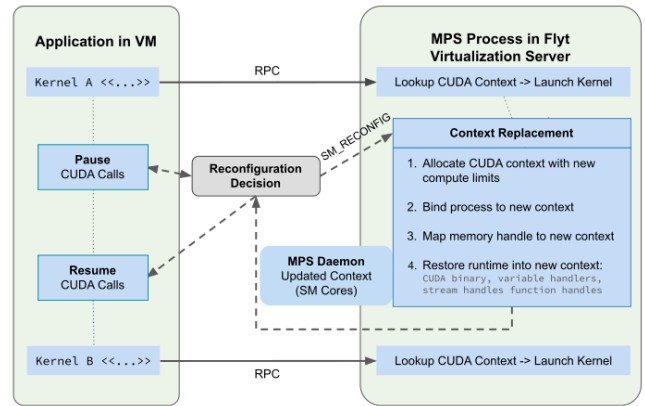 Application in VM
MPS Process in Flyt
Virtualization Server
Kernel A <<...>>
RPC
Lookup CUDA Context -> Launch Kernel
SM_RECONFIG
Pause
CUDA Calls
Reconfiguration
Decision
Context Replacement
1. Allocate CUDA context with new
compute limits
2. Bind process to new context
3. Map memory handle to new context
4. Restore runtime into new context:
CUDA binary, variable handlers,
stream handles function handles
Resume
CUDA Calls
MPS Daemon
Updated Context
(SM Cores)
Kernel B <<...>>
RPC
Lookup CUDA Context -> Launch Kernel